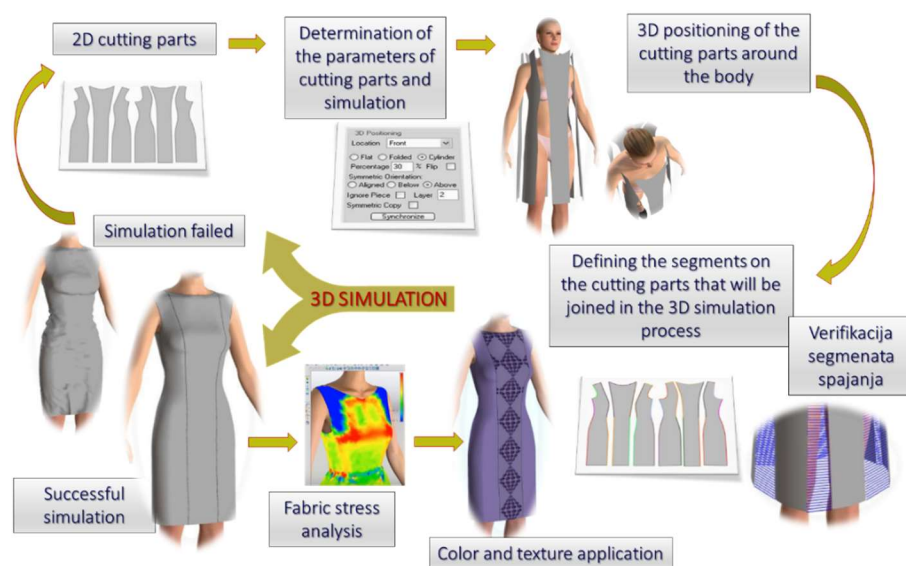 2D cutting parts
Determination of
the parameters of
cutting parts and
simulation
3D positioning of the
cutting parts around
the body
3D Positioning
Location Front
Flat Folded Cylinder
Percentage 30 % Flip
Symmetric Orientation:
Aligned Below Above
Ignore Piece Layer 2
Symmetric Copy
Synchronize
Simulation failed
3D SIMULATION
Defining the segments on
the cutting parts that will be
joined in the 3D simulation
process
Verifikacija
segmenata
spajanja
Successful
simulation
Fabric stress
analysis
Color and texture application